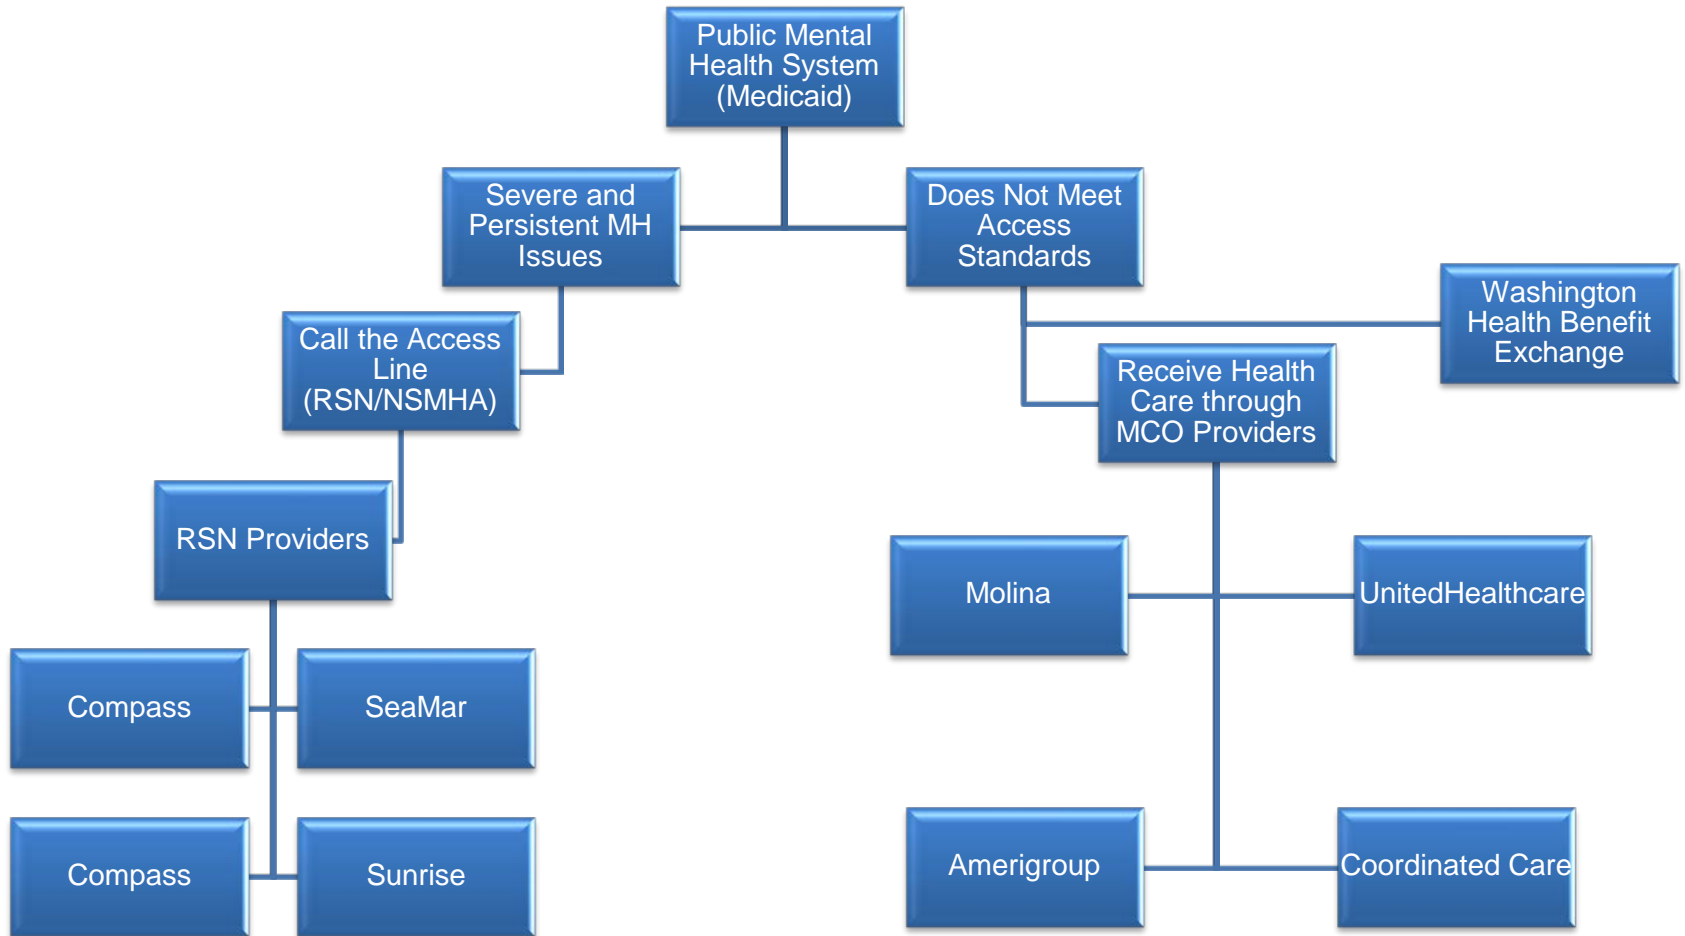 Public Mental
Health System
(Medicaid)
Severe and
Persistent MH
Issues
Does Not Meet
Access
Standards
Washington
Health Benefit
Exchange
Call the Access
Line
(RSN/NSMHA)
Receive Health
Care through
MCO Providers
RSN Providers
Molina
UnitedHealthcare
Compass
SeaMar
Compass
Sunrise
Amerigroup
Coordinated Care